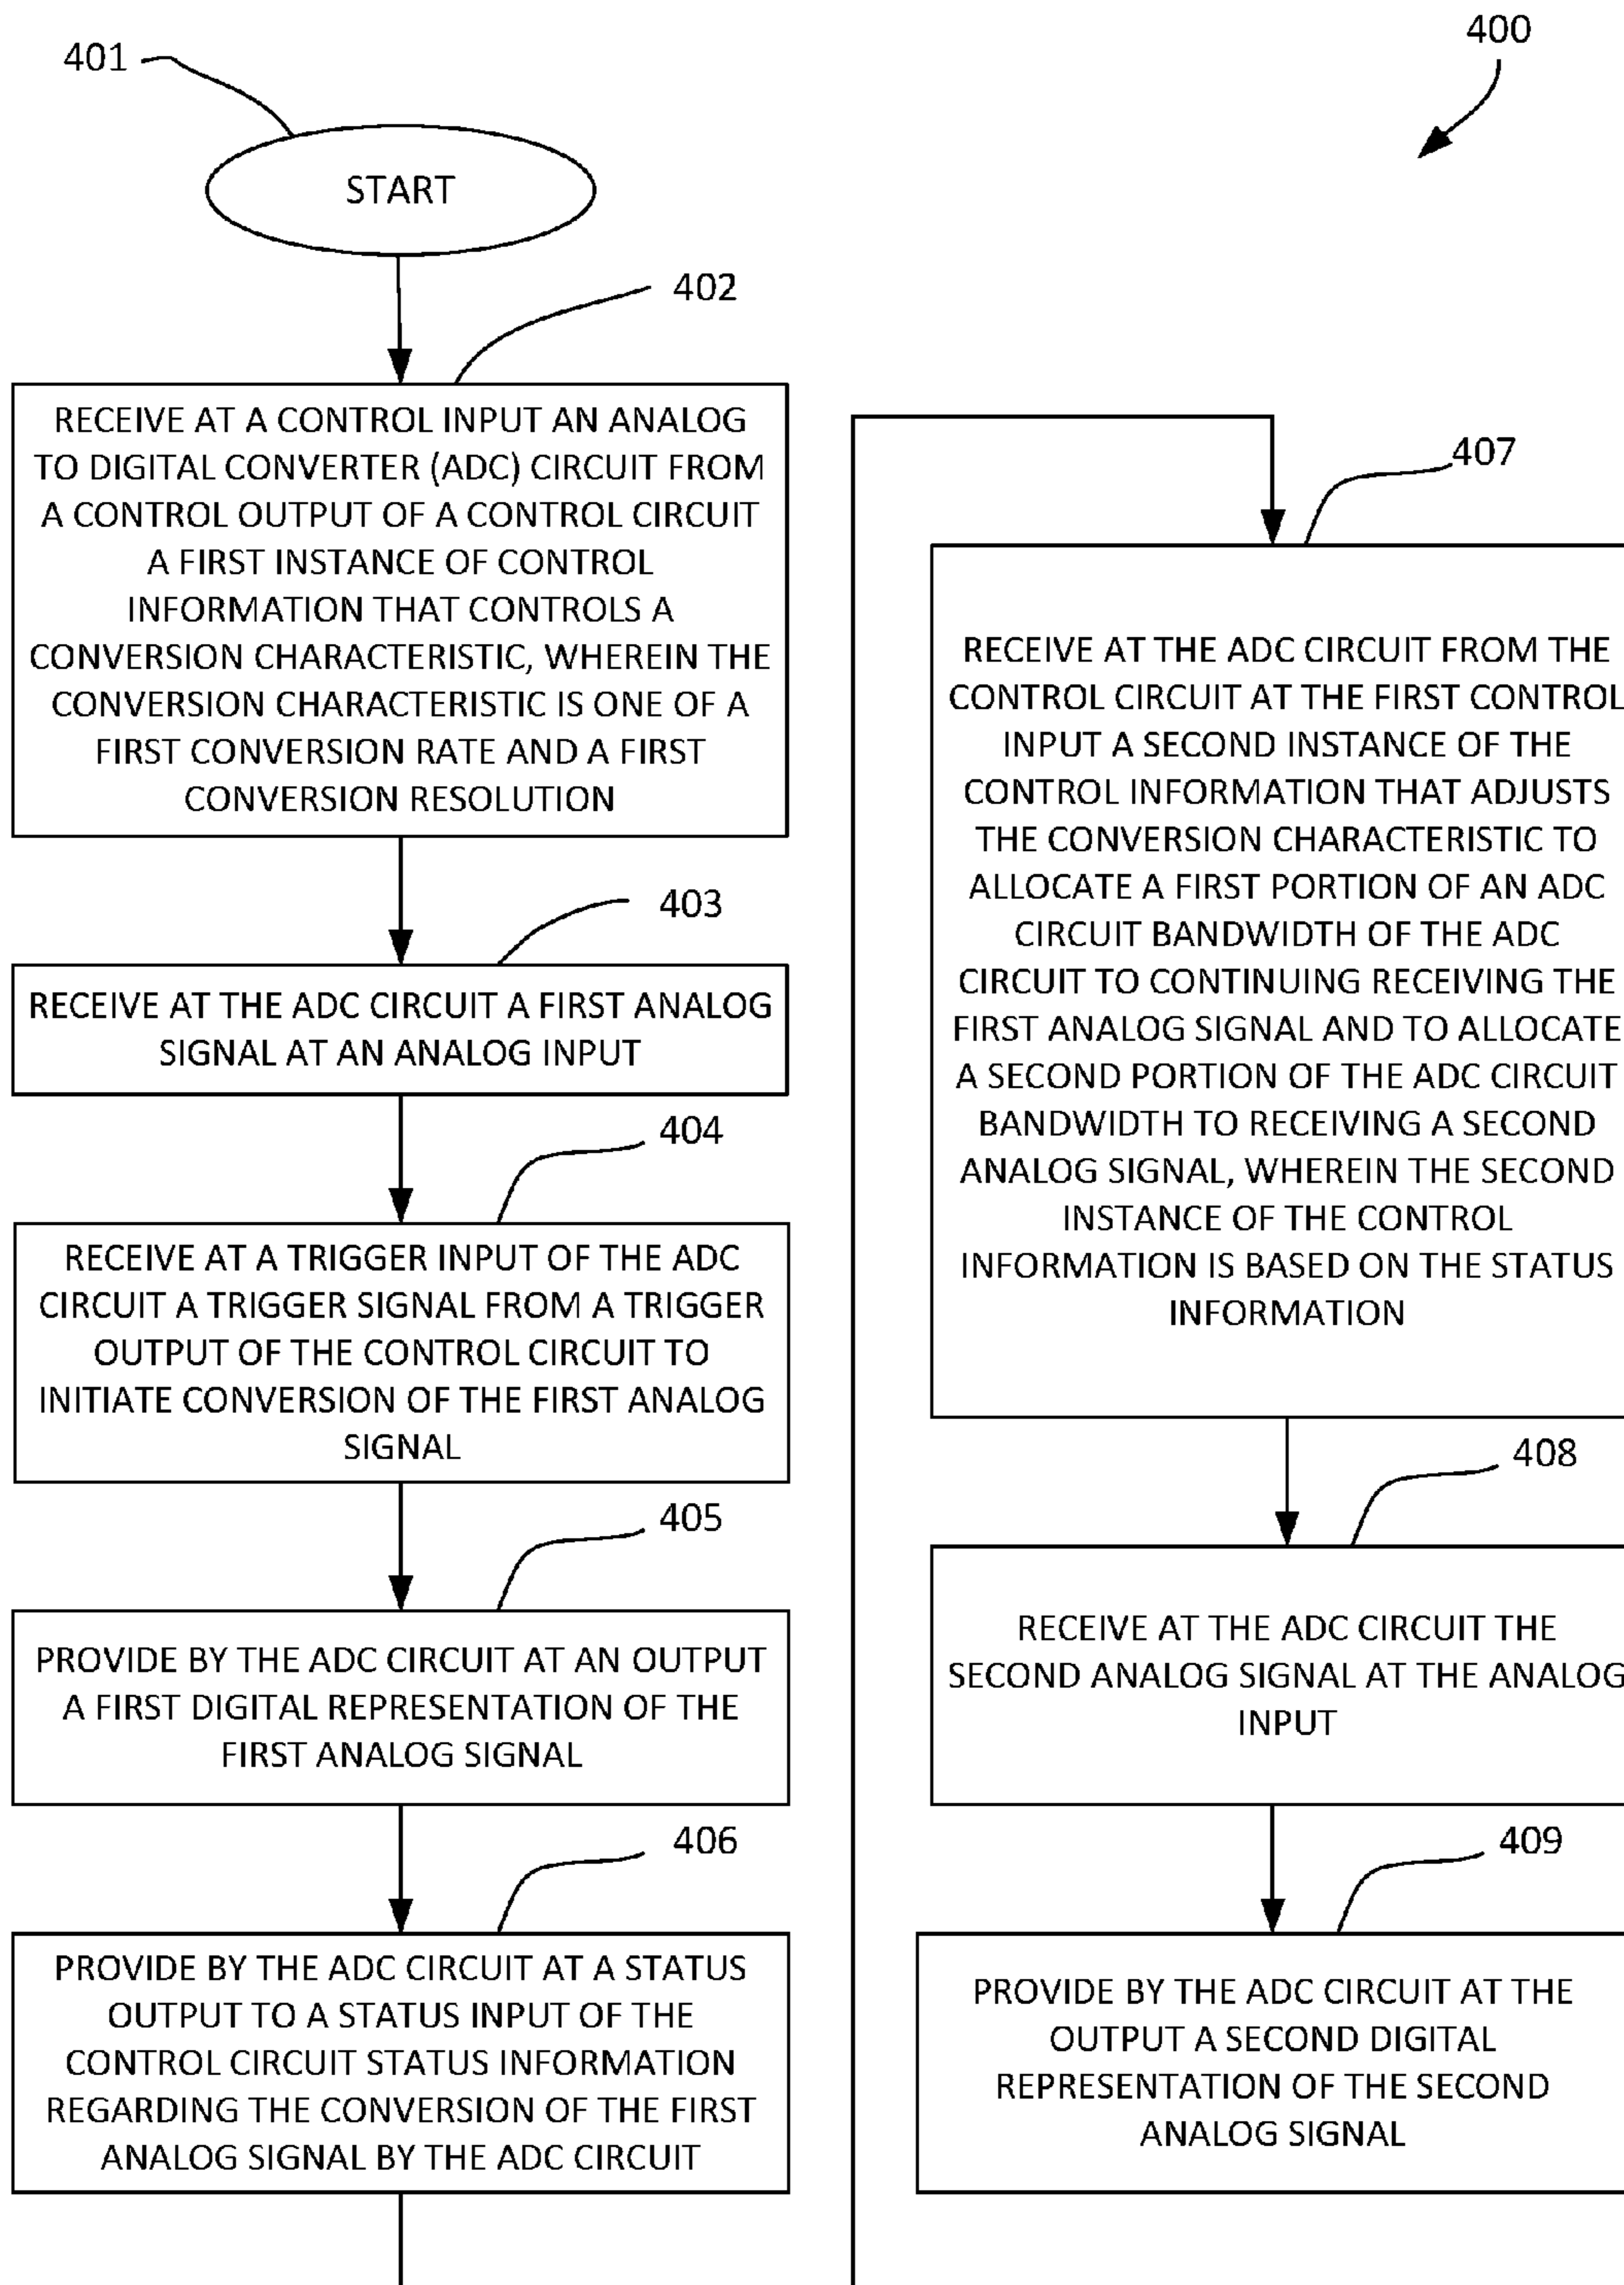 400
401
START
402
RECEIVE AT A CONTROL INPUT AN ANALOG
TO DIGITAL CONVERTER (ADC) CIRCUIT FROM
A CONTROL OUTPUT OF A CONTROL CIRCUIT
A FIRST INSTANCE OF CONTROL
INFORMATION THAT CONTROLS A
CONVERSION CHARACTERISTIC, WHEREIN THE
CONVERSION CHARACTERISTIC IS ONE OF A
FIRST CONVERSION RATE AND A FIRST
CONVERSION RESOLUTION
403
RECEIVE AT THE ADC CIRCUIT A FIRST ANALOG
SIGNAL AT AN ANALOG INPUT
404
RECEIVE AT A TRIGGER INPUT OF THE ADC
CIRCUIT A TRIGGER SIGNAL FROM A TRIGGER
OUTPUT OF THE CONTROL CIRCUIT TO
INITIATE CONVERSION OF THE FIRST ANALOG
SIGNAL
405
PROVIDE BY THE ADC CIRCUIT AT AN OUTPUT
A FIRST DIGITAL REPRESENTATION OF THE
FIRST ANALOG SIGNAL
406
PROVIDE BY THE ADC CIRCUIT AT A STATUS
OUTPUT TO A STATUS INPUT OF THE
CONTROL CIRCUIT STATUS INFORMATION
REGARDING THE CONVERSION OF THE FIRST
ANALOG SIGNAL BY THE ADC CIRCUIT
407
RECEIVE AT THE ADC CIRCUIT FROM THE
CONTROL CIRCUIT AT THE FIRST CONTROL
INPUT A SECOND INSTANCE OF THE
CONTROL INFORMATION THAT ADJUSTS
THE CONVERSION CHARACTERISTIC TO
ALLOCATE A FIRST PORTION OF AN ADC
CIRCUIT BANDWIDTH OF THE ADC
CIRCUIT TO CONTINUING RECEIVING THE
FIRST ANALOG SIGNAL AND TO ALLOCATE
A SECOND PORTION OF THE ADC CIRCUIT
BANDWIDTH TO RECEIVING A SECOND
ANALOG SIGNAL, WHEREIN THE SECOND
INSTANCE OF THE CONTROL
INFORMATION IS BASED ON THE STATUS
INFORMATION
408
RECEIVE AT THE ADC CIRCUIT THE
SECOND ANALOG SIGNAL AT THE ANALOG
INPUT
409
PROVIDE BY THE ADC CIRCUIT AT THE
OUTPUT A SECOND DIGITAL
REPRESENTATION OF THE SECOND
ANALOG SIGNAL